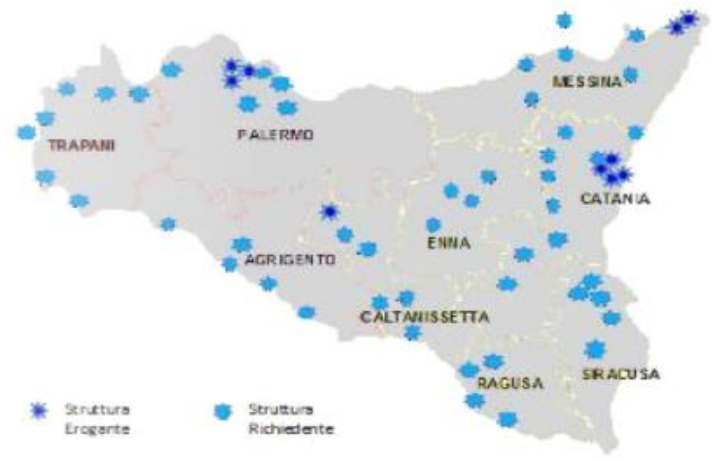 MESSINA
PALERMO
TRAPANI
CATANIA
ENNA
AGRIGENTO
CALTANISSETTA
SIRACUSA
RAGUSA
Struttura
Erogante
Struttura
Richiedente